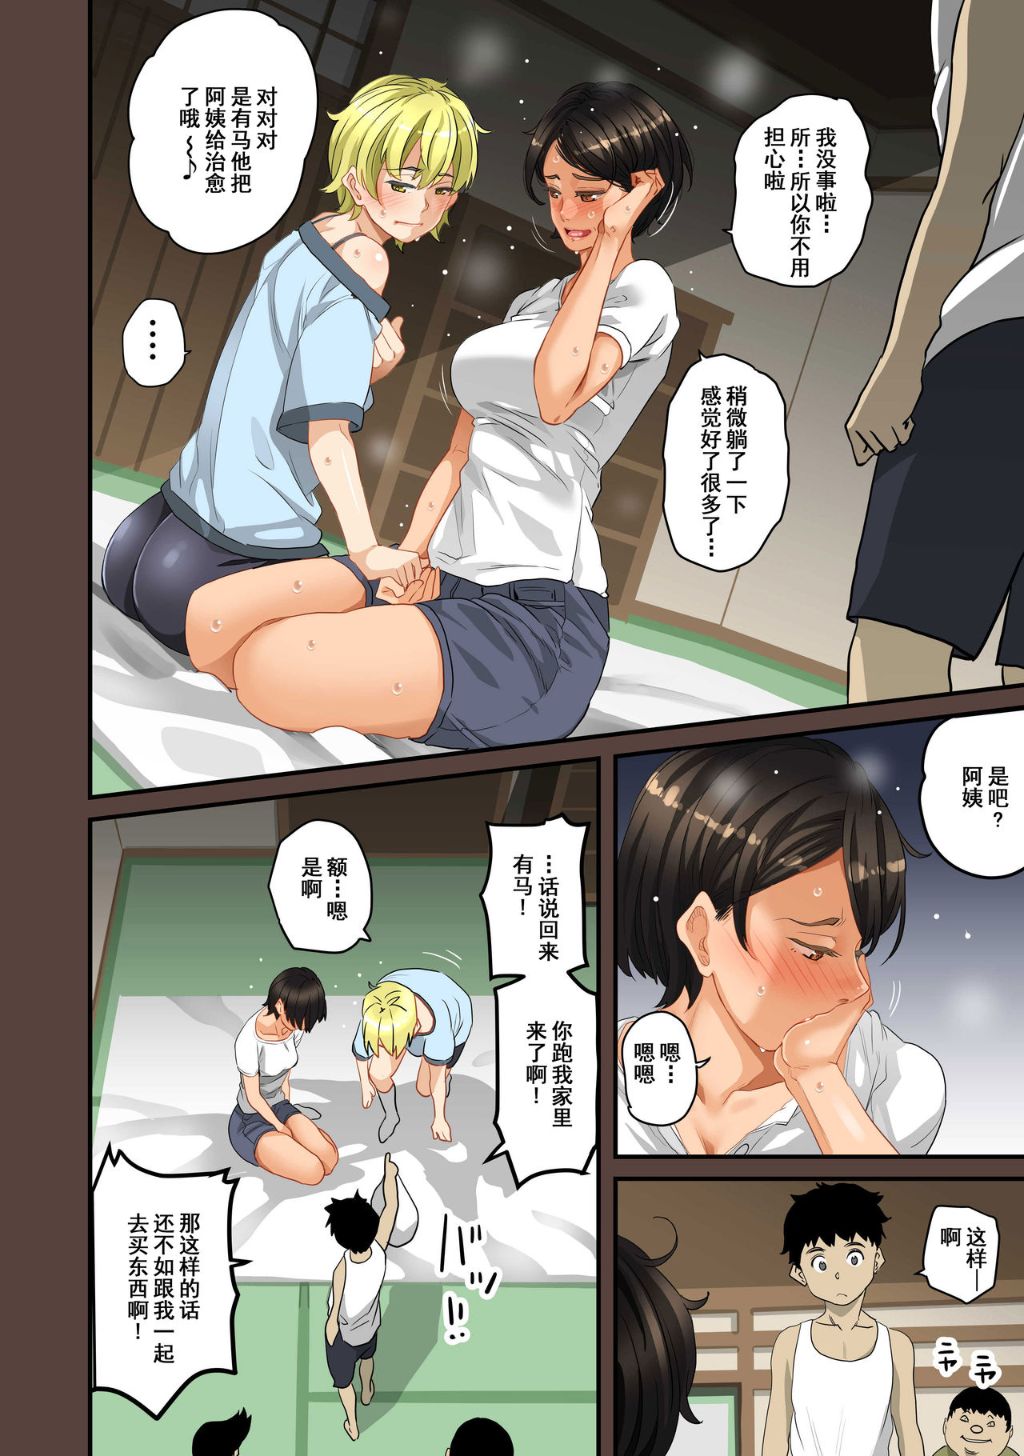 我没事啦…
所…所以你不用
担心啦
稍微躺了一下
感觉好了很多了…
对对对
是有马他把
阿姨给治愈
了哦～♪
…
是吧？
阿姨
嗯…
嗯嗯
…话说回来
有马！
你跑我家里
来了啊！
额…嗯
是啊
那这样的话
还不如跟我一起
去买东西啊！
ビッ!!
这样—
啊
ニヤ
ニヤ